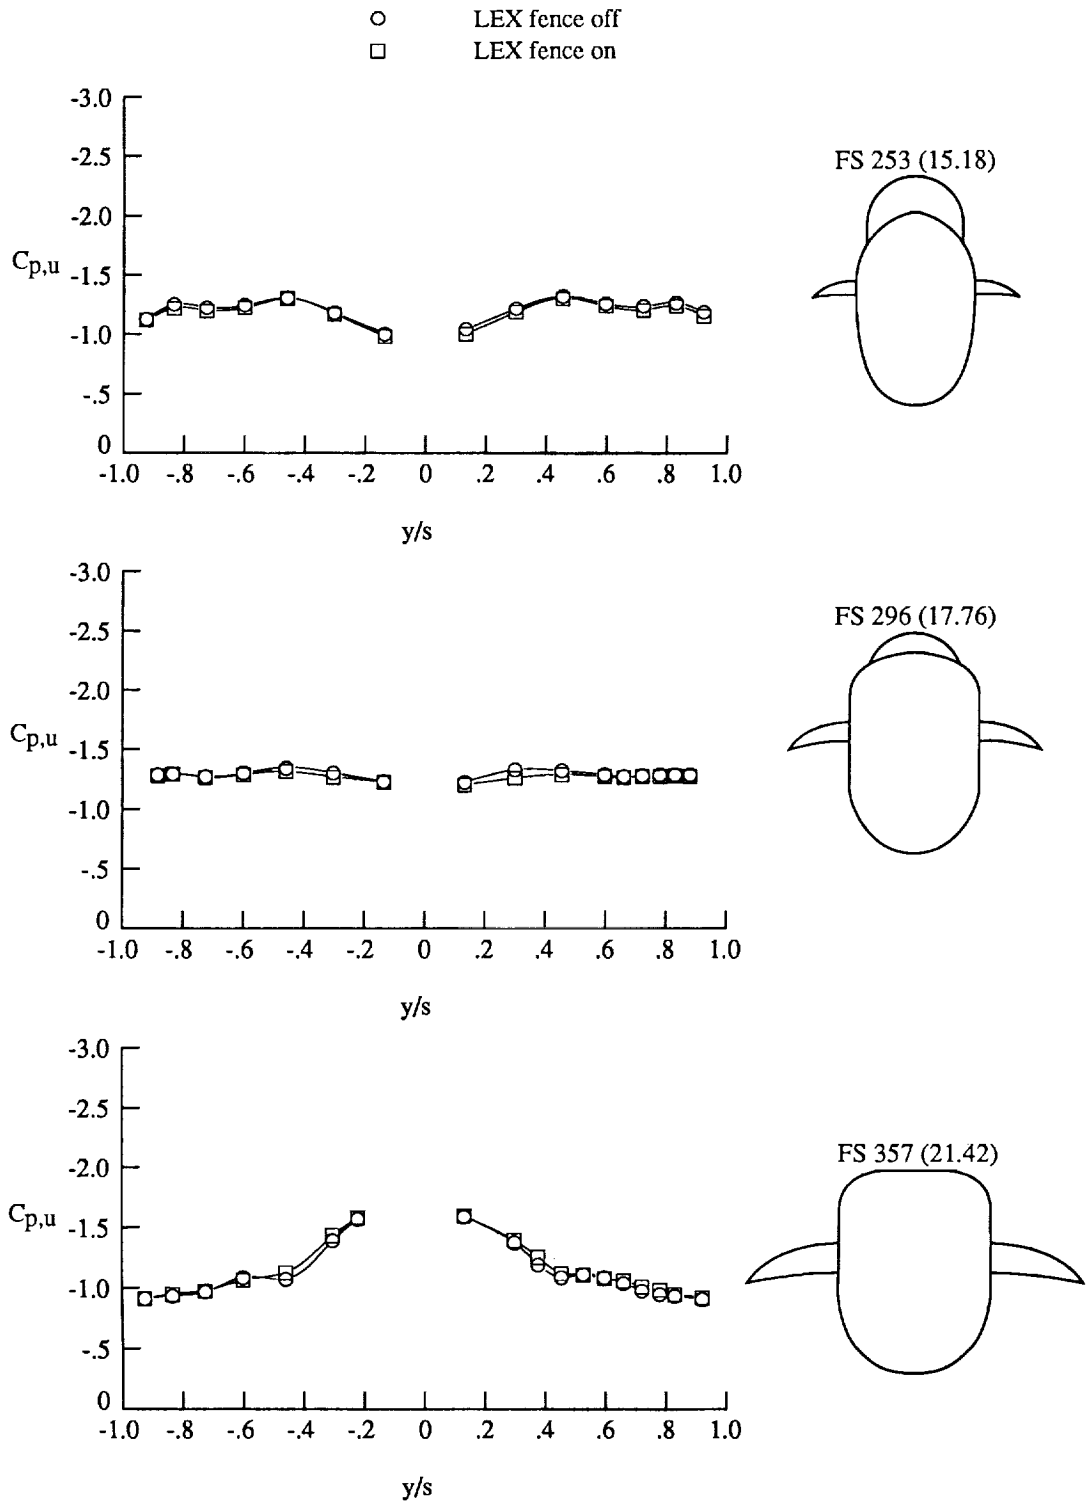 LEX fence off
LEX fence on
-3.0
-2.5
-2.0
-1.5
-1.0
-.5
0
Cp,u
-1.0 -.8 -.6 -.4 -.2 0 .2 .4 .6 .8 1.0
y/s
FS 253 (15.18)
-3.0
-2.5
-2.0
-1.5
-1.0
-.5
0
Cp,u
-1.0 -.8 -.6 -.4 -.2 0 .2 .4 .6 .8 1.0
y/s
FS 296 (17.76)
-3.0
-2.5
-2.0
-1.5
-1.0
-.5
0
Cp,u
-1.0 -.8 -.6 -.4 -.2 0 .2 .4 .6 .8 1.0
y/s
FS 357 (21.42)